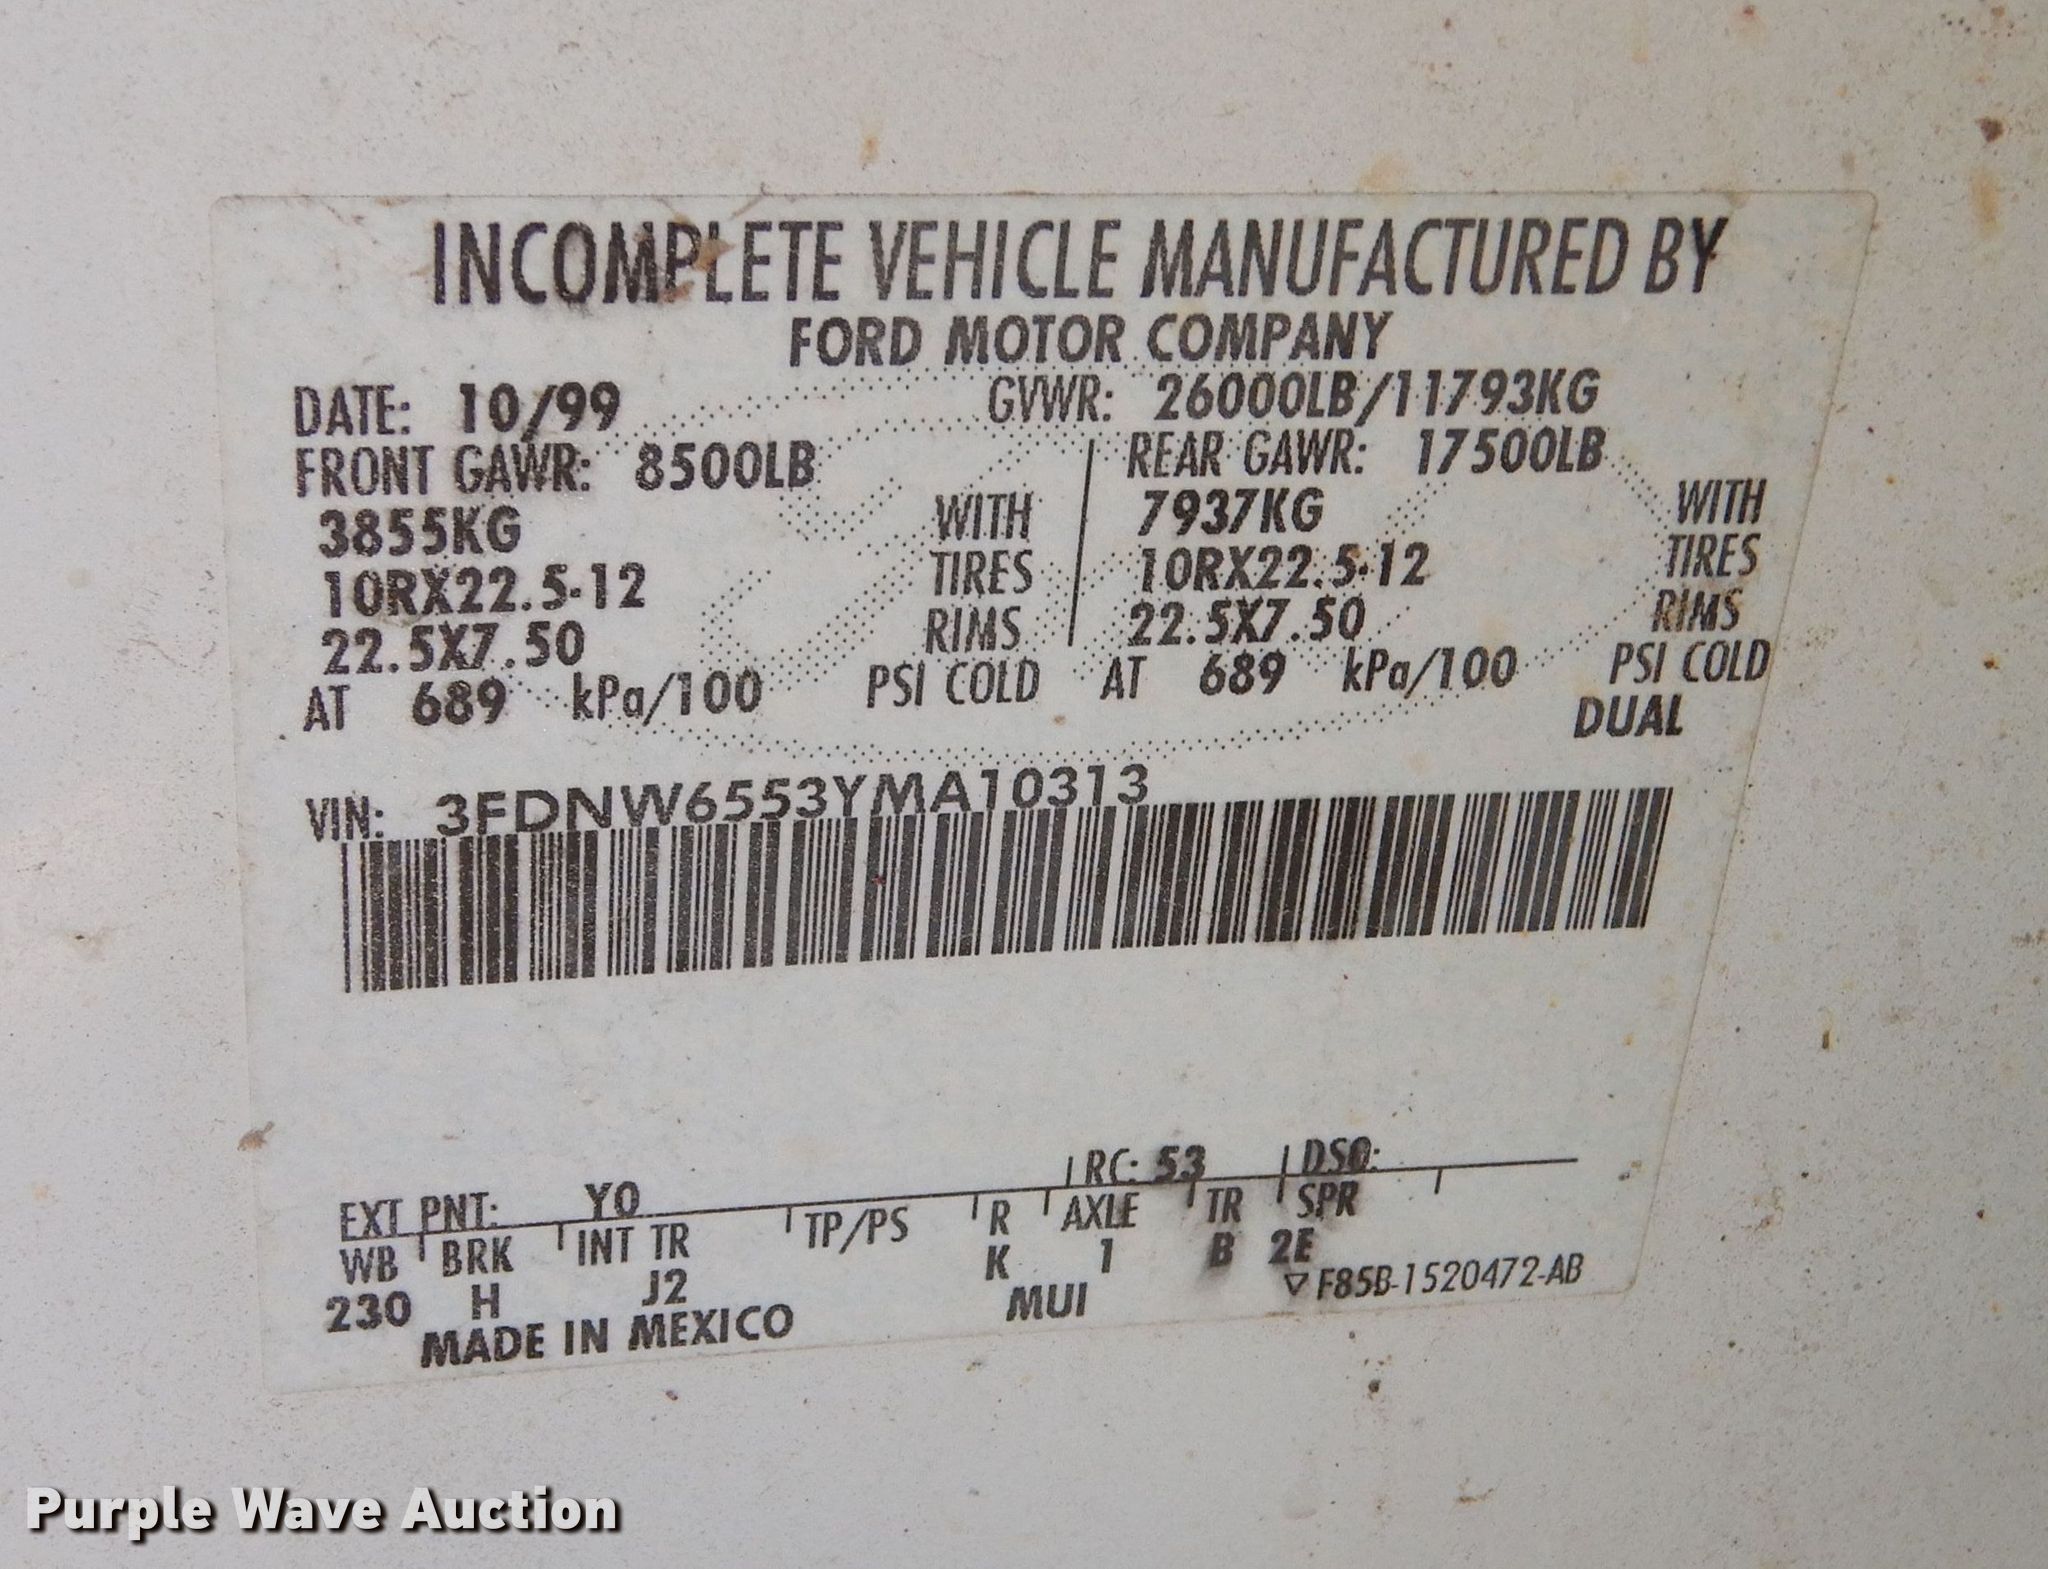 INCOMPLETE VEHICLE MANUFACTURED BY
FORD MOTOR COMPANY
DATE: 10/99 GVWR: 26000LB/11793KG
FRONT GAWR: 8500LB REAR GAWR: 17500LB
3855KG WITH 7937KG WITH
10RX22.5-12 TIRES 10RX22.5-12 TIRES
22.5X7.50 RIMS 22.5X7.50 RIMS
AT 689 kPa/100 PSI COLD AT 689 kPa/100 PSI COLD
DUAL
VIN: 3FDNW6553YMA10313
EXT PNT: YO RC: 53 DSO:
WB BRK INT TR TP/PS R AXLE TR SPR
230 H J2 K 1 B 2E
MADE IN MEXICO MUI F85B-1520472-AB
Purple Wave Auction